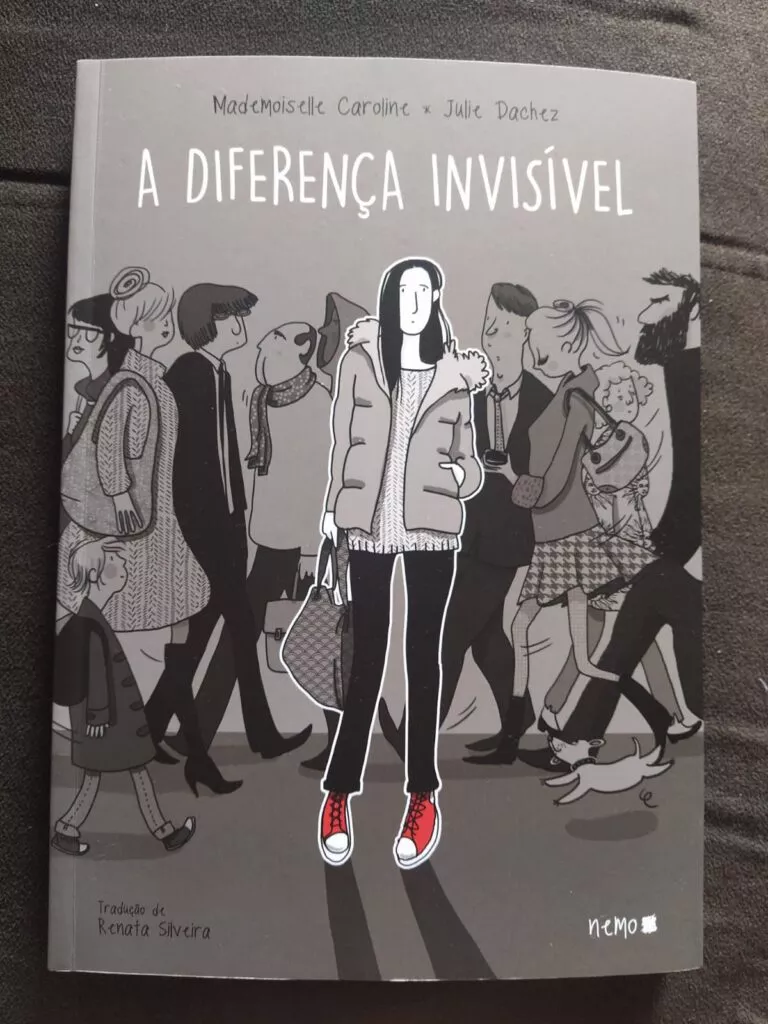 Mademoiselle Caroline * Julie Dachez
A DIFERENÇA INVISÍVEL
Tradução de
Renata Silveira
nemo